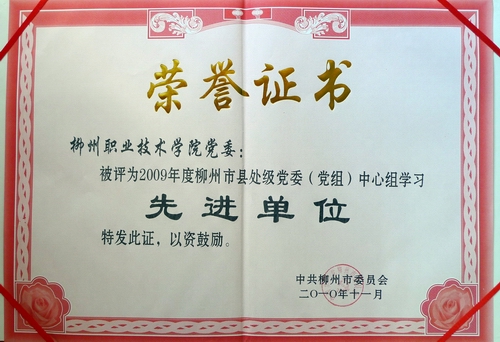 荣誉证书
柳州职业技术学院党委：
被评为2009年度柳州市县处级党委（党组）中心组学习
先进单位
特发此证，以资鼓励。
中共柳州市委员会
二〇一〇年十一月